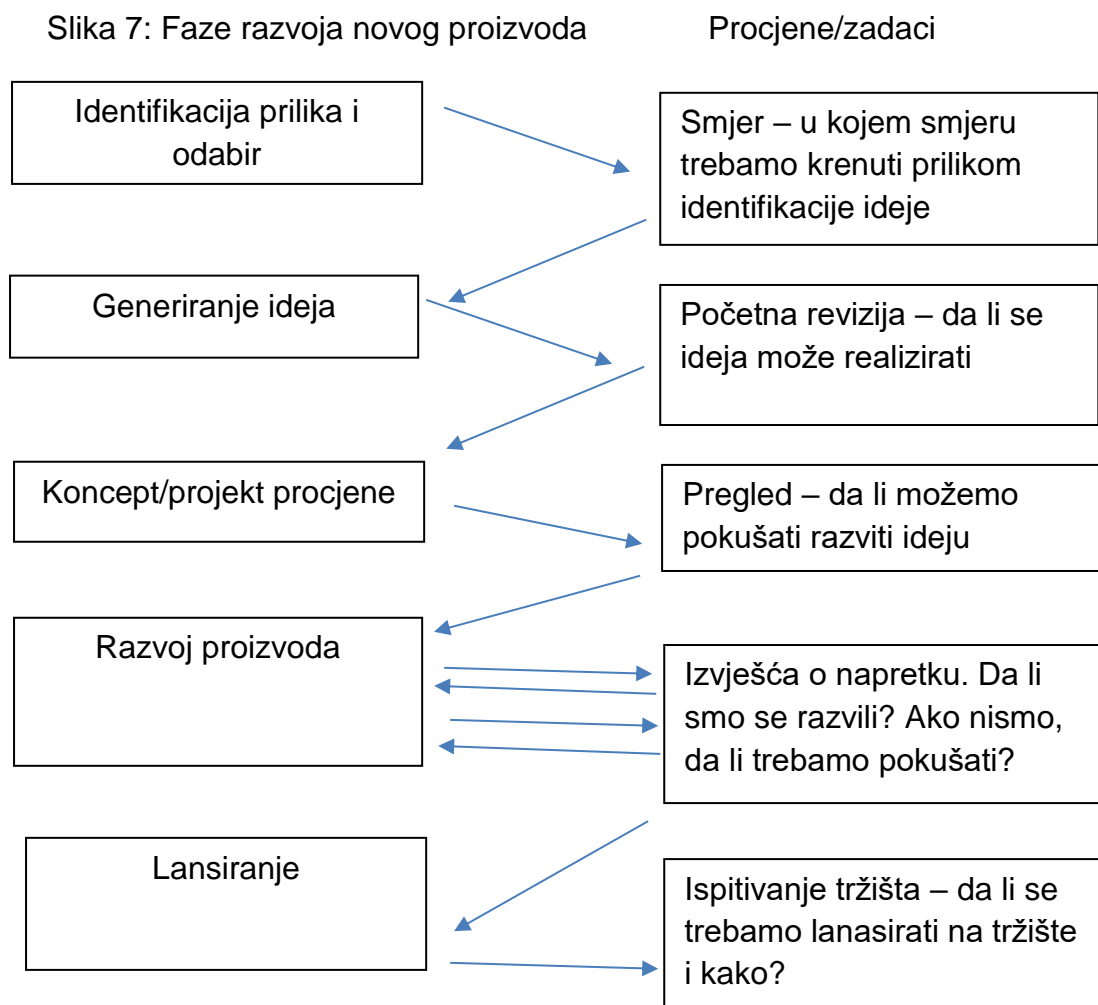 Slika 7: Faze razvoja novog proizvoda Procjene/zadaci
Identifikacija prilika i
odabir
Smjer – u kojem smjeru
trebamo krenuti prilikom
identifikacije ideje
Generiranje ideja
Početna revizija – da li se
ideja može realizirati
Koncept/projekt procjene
Pregled – da li možemo
pokušati razviti ideju
Razvoj proizvoda
Izvješća o napretku. Da li
smo se razvili? Ako nismo,
da li trebamo pokušati?
Lansiranje
Ispitivanje tržišta – da li se
trebamo lanasirati na tržište
i kako?